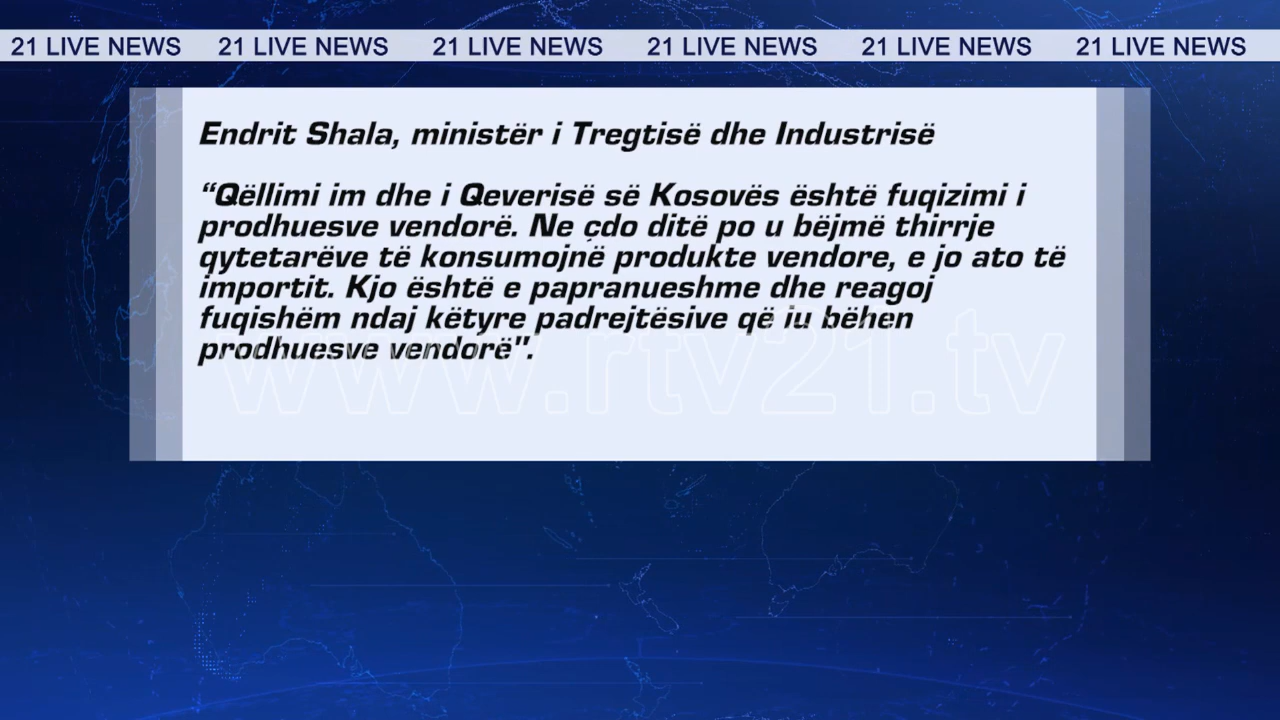 21 LIVE NEWS 21 LIVE NEWS 21 LIVE NEWS 21 LIVE NEWS 21 LIVE NEWS 21 LIVE NEWS
Endrit Shala, ministër i Tregtisë dhe Industrisë
“Qëllimi im dhe i Qeverisë së Kosovës është fuqizimi i
prodhuesve vendorë. Ne çdo ditë po u bëjmë thirrje
qytetarëve të konsumojnë produkte vendore, e jo ato të
importit. Kjo është e papranueshme dhe reagoj
fuqishëm ndaj këtyre padrejtësive që iu bëhen
prodhuesve vendorë".
www.rtv21.tv